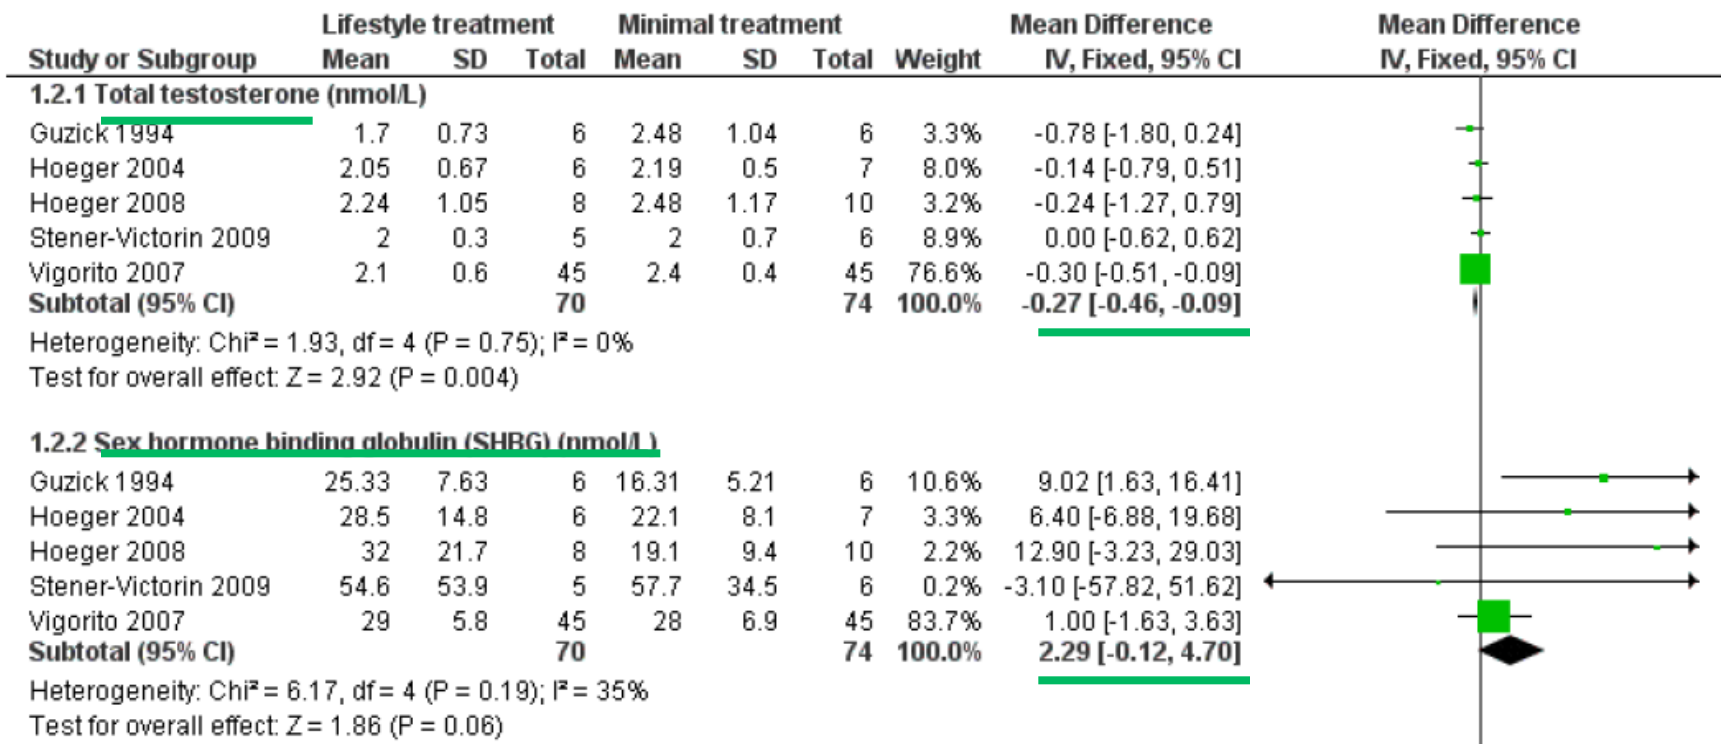 Lifestyle treatment Minimal treatment Mean Difference Mean Difference
Study or Subgroup Mean SD Total Mean SD Total Weight IV, Fixed, 95% CI IV, Fixed, 95% CI
1.2.1 Total testosterone (nmol/L)
Guzick 1994 1.7 0.73 6 2.48 1.04 6 3.3% -0.78 [-1.80, 0.24]
Hoeger 2004 2.05 0.67 6 2.19 0.5 7 8.0% -0.14 [-0.79, 0.51]
Hoeger 2008 2.24 1.05 8 2.48 1.17 10 3.2% -0.24 [-1.27, 0.79]
Stener-Victorin 2009 2 0.3 5 2 0.7 6 8.9% 0.00 [-0.62, 0.62]
Vigorito 2007 2.1 0.6 45 2.4 0.4 45 76.6% -0.30 [-0.51, -0.09]
Subtotal (95% CI) 70 74 100.0% -0.27 [-0.46, -0.09]
Heterogeneity: Chi² = 1.93, df = 4 (P = 0.75); I² = 0%
Test for overall effect: Z = 2.92 (P = 0.004)
1.2.2 Sex hormone binding globulin (SHBG) (nmol/L)
Guzick 1994 25.33 7.63 6 16.31 5.21 6 10.6% 9.02 [1.63, 16.41]
Hoeger 2004 28.5 14.8 6 22.1 8.1 7 3.3% 6.40 [-6.88, 19.68]
Hoeger 2008 32 21.7 8 19.1 9.4 10 2.2% 12.90 [-3.23, 29.03]
Stener-Victorin 2009 54.6 53.9 5 57.7 34.5 6 0.2% -3.10 [-57.82, 51.62]
Vigorito 2007 29 5.8 45 28 6.9 45 83.7% 1.00 [-1.63, 3.63]
Subtotal (95% CI) 70 74 100.0% 2.29 [-0.12, 4.70]
Heterogeneity: Chi² = 6.17, df = 4 (P = 0.19); I² = 35%
Test for overall effect: Z = 1.86 (P = 0.06)